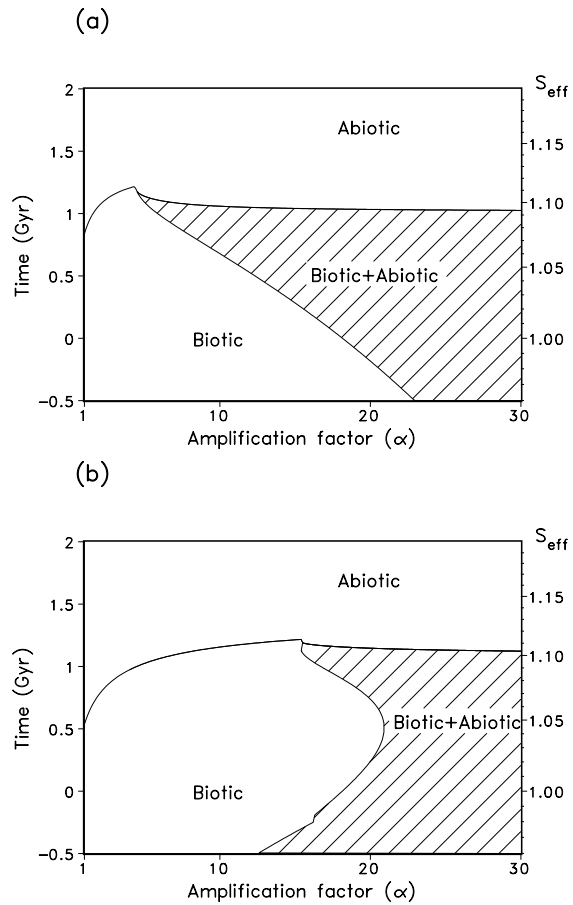 (a)
S_eff
2
1.5
1
0.5
0
−0.5
Time (Gyr)
Abiotic
Biotic+Abiotic
Biotic
1.15
1.10
1.05
1.00
1 10 20 30
Amplification factor (α)
(b)
S_eff
2
1.5
1
0.5
0
−0.5
Time (Gyr)
Abiotic
Biotic+Abiotic
Biotic
1.15
1.10
1.05
1.00
1 10 20 30
Amplification factor (α)